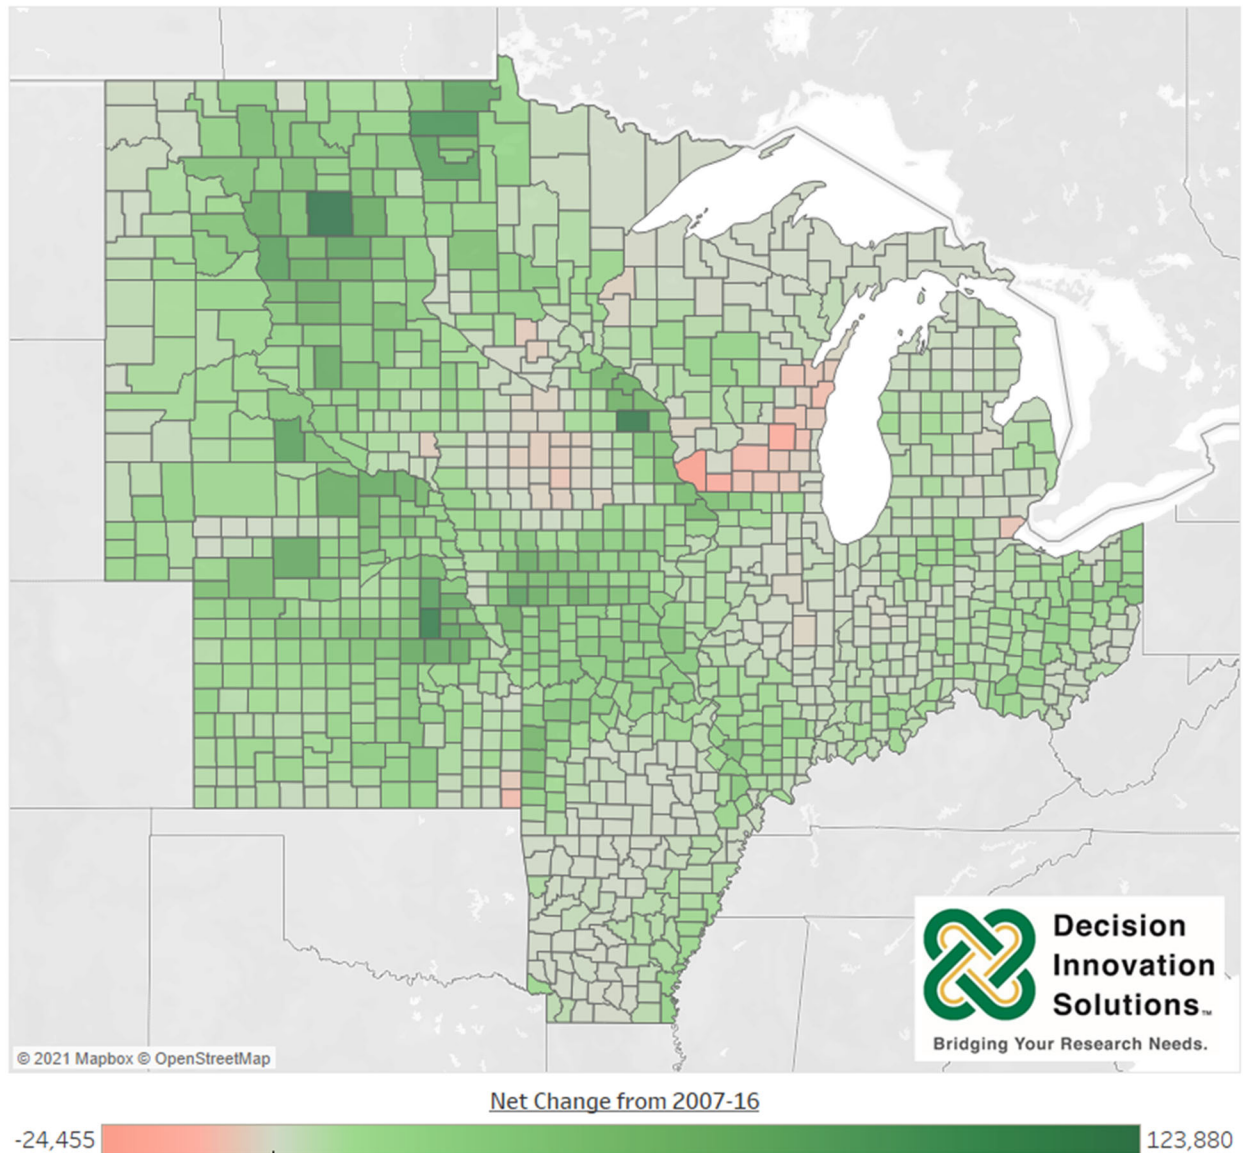 Decision
Innovation
Solutions™
Bridging Your Research Needs.
© 2021 Mapbox © OpenStreetMap
Net Change from 2007-16
-24,455 123,880